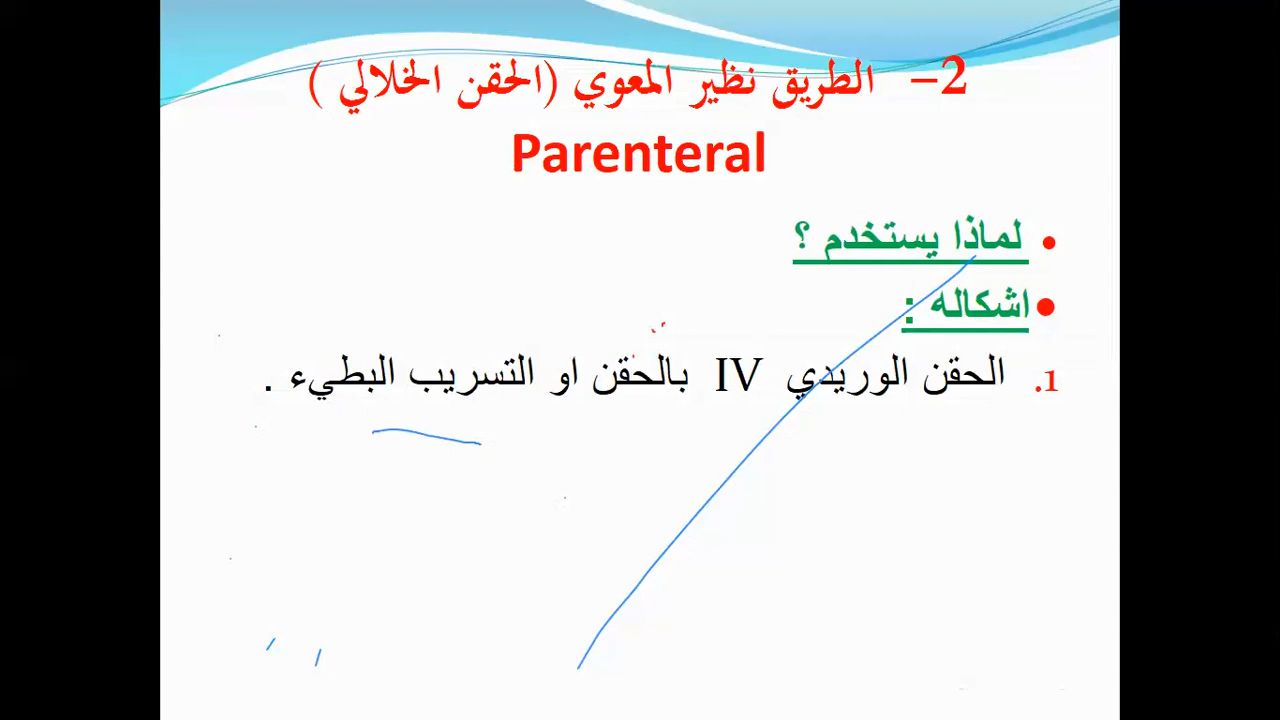 2- الطريق نظير المعوي (الحقن الخلالي )
Parenteral
• لماذا يستخدم ؟
• اشكاله :
1. الحقن الوريدي IV بالحقن او التسريب البطيء .